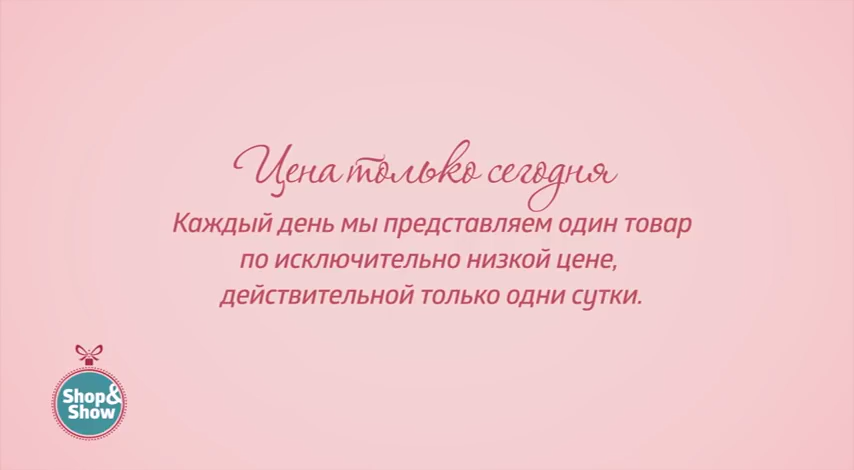 Цена только сегодня
Каждый день мы представляем один товар
по исключительно низкой цене,
действительной только одни сутки.
Shop&
Show